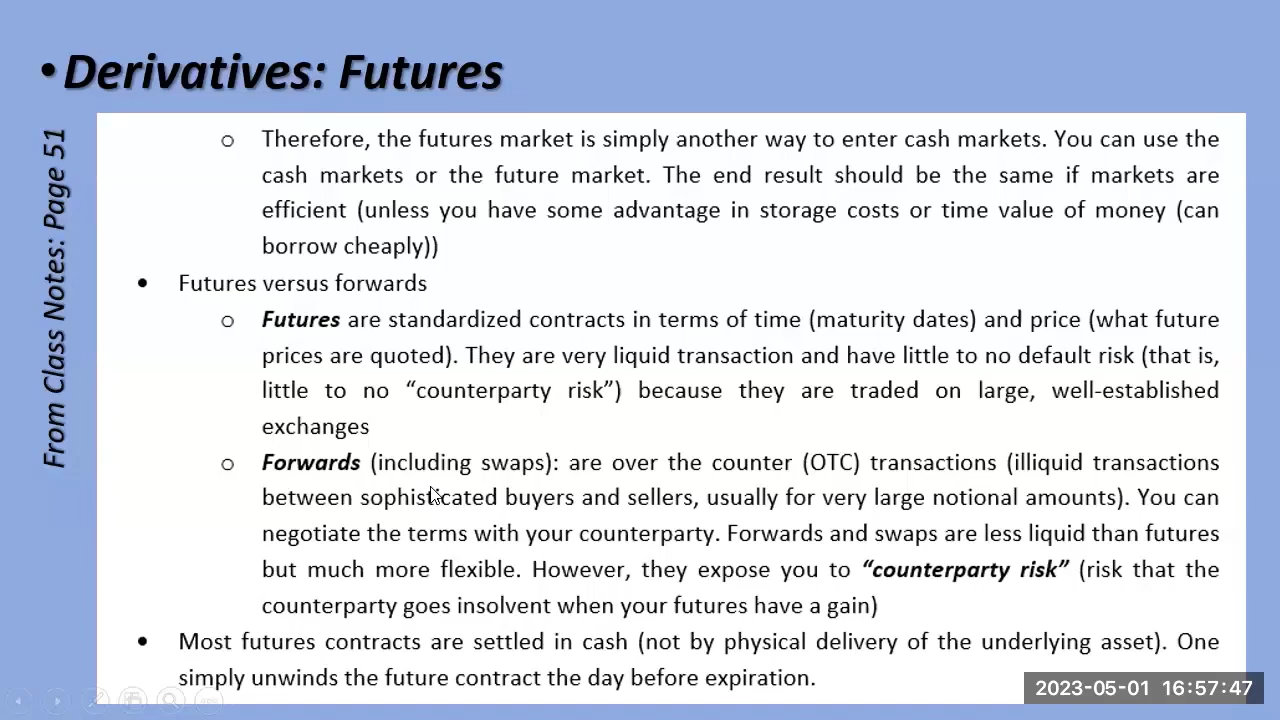 • Derivatives: Futures
From Class Notes: Page 51
o Therefore, the futures market is simply another way to enter cash markets. You can use the
cash markets or the future market. The end result should be the same if markets are
efficient (unless you have some advantage in storage costs or time value of money (can
borrow cheaply))
• Futures versus forwards
o Futures are standardized contracts in terms of time (maturity dates) and price (what future
prices are quoted). They are very liquid transaction and have little to no default risk (that is,
little to no “counterparty risk”) because they are traded on large, well-established
exchanges
o Forwards (including swaps): are over the counter (OTC) transactions (illiquid transactions
between sophisticated buyers and sellers, usually for very large notional amounts). You can
negotiate the terms with your counterparty. Forwards and swaps are less liquid than futures
but much more flexible. However, they expose you to “counterparty risk” (risk that the
counterparty goes insolvent when your futures have a gain)
• Most futures contracts are settled in cash (not by physical delivery of the underlying asset). One
simply unwinds the future contract the day before expiration.
2023-05-01 16:57:47